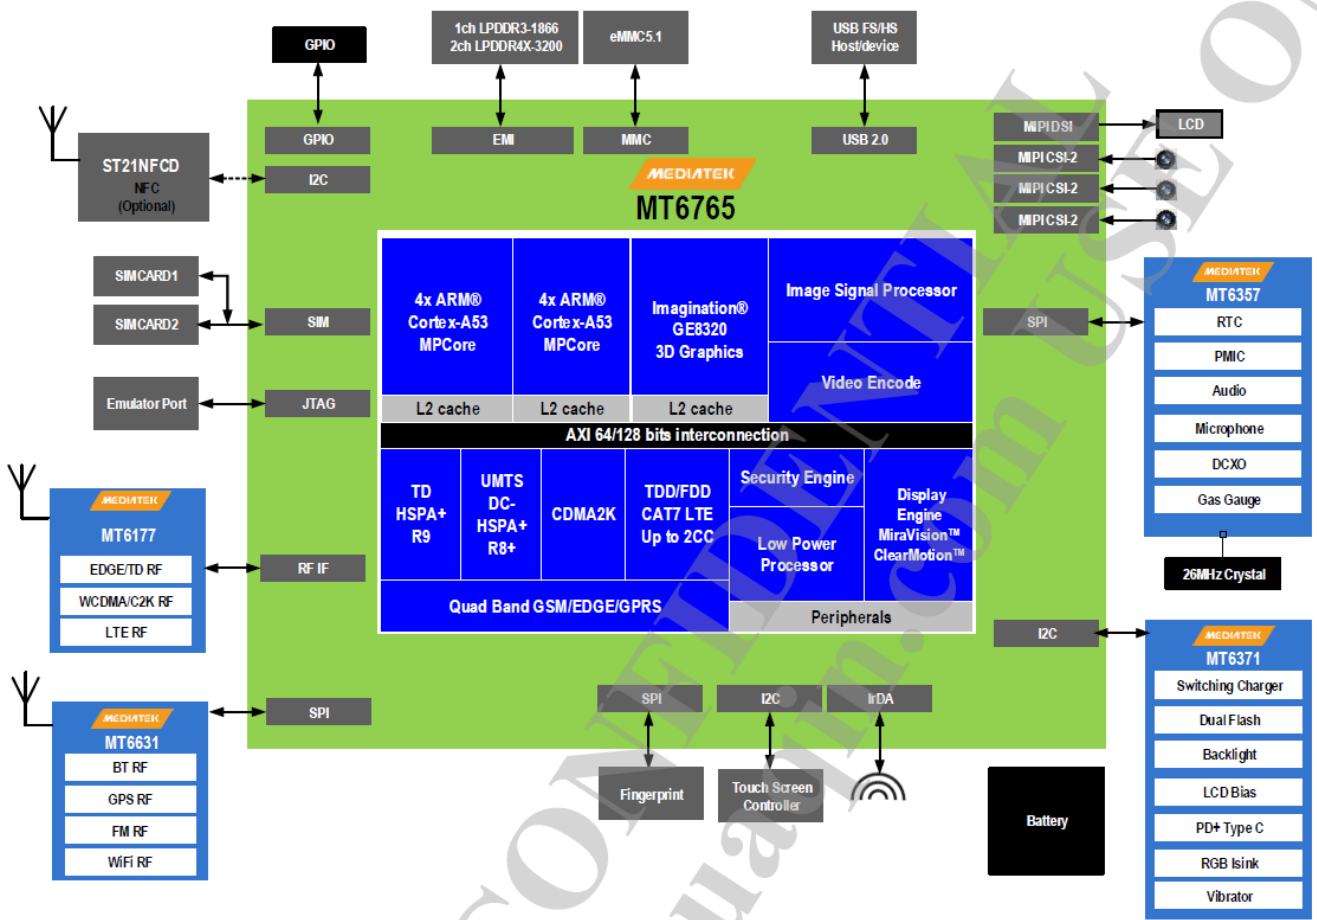 GPIO
1ch LPDDR3-1866
2ch LPDDR4X-3200
eMMC5.1
USB FS/HS
Host/device
GPIO
EMI
MMC
USB 2.0
MIPI DSI
LCD
MIPI CSI-2
MIPI CSI-2
MIPI CSI-2
ST21NFCD
NFC
(Optional)
I2C
MEDIATEK
MT6765
SIMCARD1
SIMCARD2
SIM
Emulator Port
JTAG
4x ARM®
Cortex-A53
MPCore
L2 cache
4x ARM®
Cortex-A53
MPCore
L2 cache
Imagination®
GE8320
3D Graphics
L2 cache
Image Signal Processor
Video Encode
AXI 64/128 bits interconnection
TD
HSPA+
R9
UMTS
DC-
HSPA+
R8+
CDMA2K
TDD/FDD
CAT7 LTE
Up to 2CC
Security Engine
Low Power
Processor
Display
Engine
MiraVision™
ClearMotion™
Quad Band GSM/EDGE/GPRS
Peripherals
SPI
MEDIATEK
MT6357
RTC
PMIC
Audio
Microphone
DCXO
Gas Gauge
26MHz Crystal
MEDIATEK
MT6177
EDGE/TD RF
WCDMA/C2K RF
LTE RF
RF IF
MEDIATEK
MT6631
BT RF
GPS RF
FM RF
WiFi RF
SPI
SPI
I2C
IrDA
Fingerprint
Touch Screen
Controller
Battery
I2C
MEDIATEK
MT6371
Switching Charger
Dual Flash
Backlight
LCD Bias
PD+ Type C
RGB Isink
Vibrator
CONFIDENTIAL
uaqin.com USE O